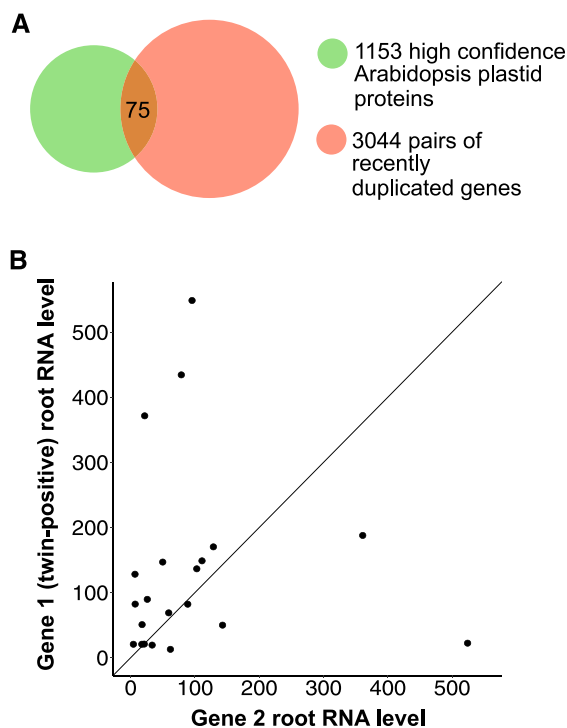 A
75
1153 high confidence
Arabidopsis plastid
proteins
3044 pairs of
recently
duplicated genes
B
Gene 1 (twin-positive) root RNA level
500
400
300
200
100
0
0 100 200 300 400 500
Gene 2 root RNA level